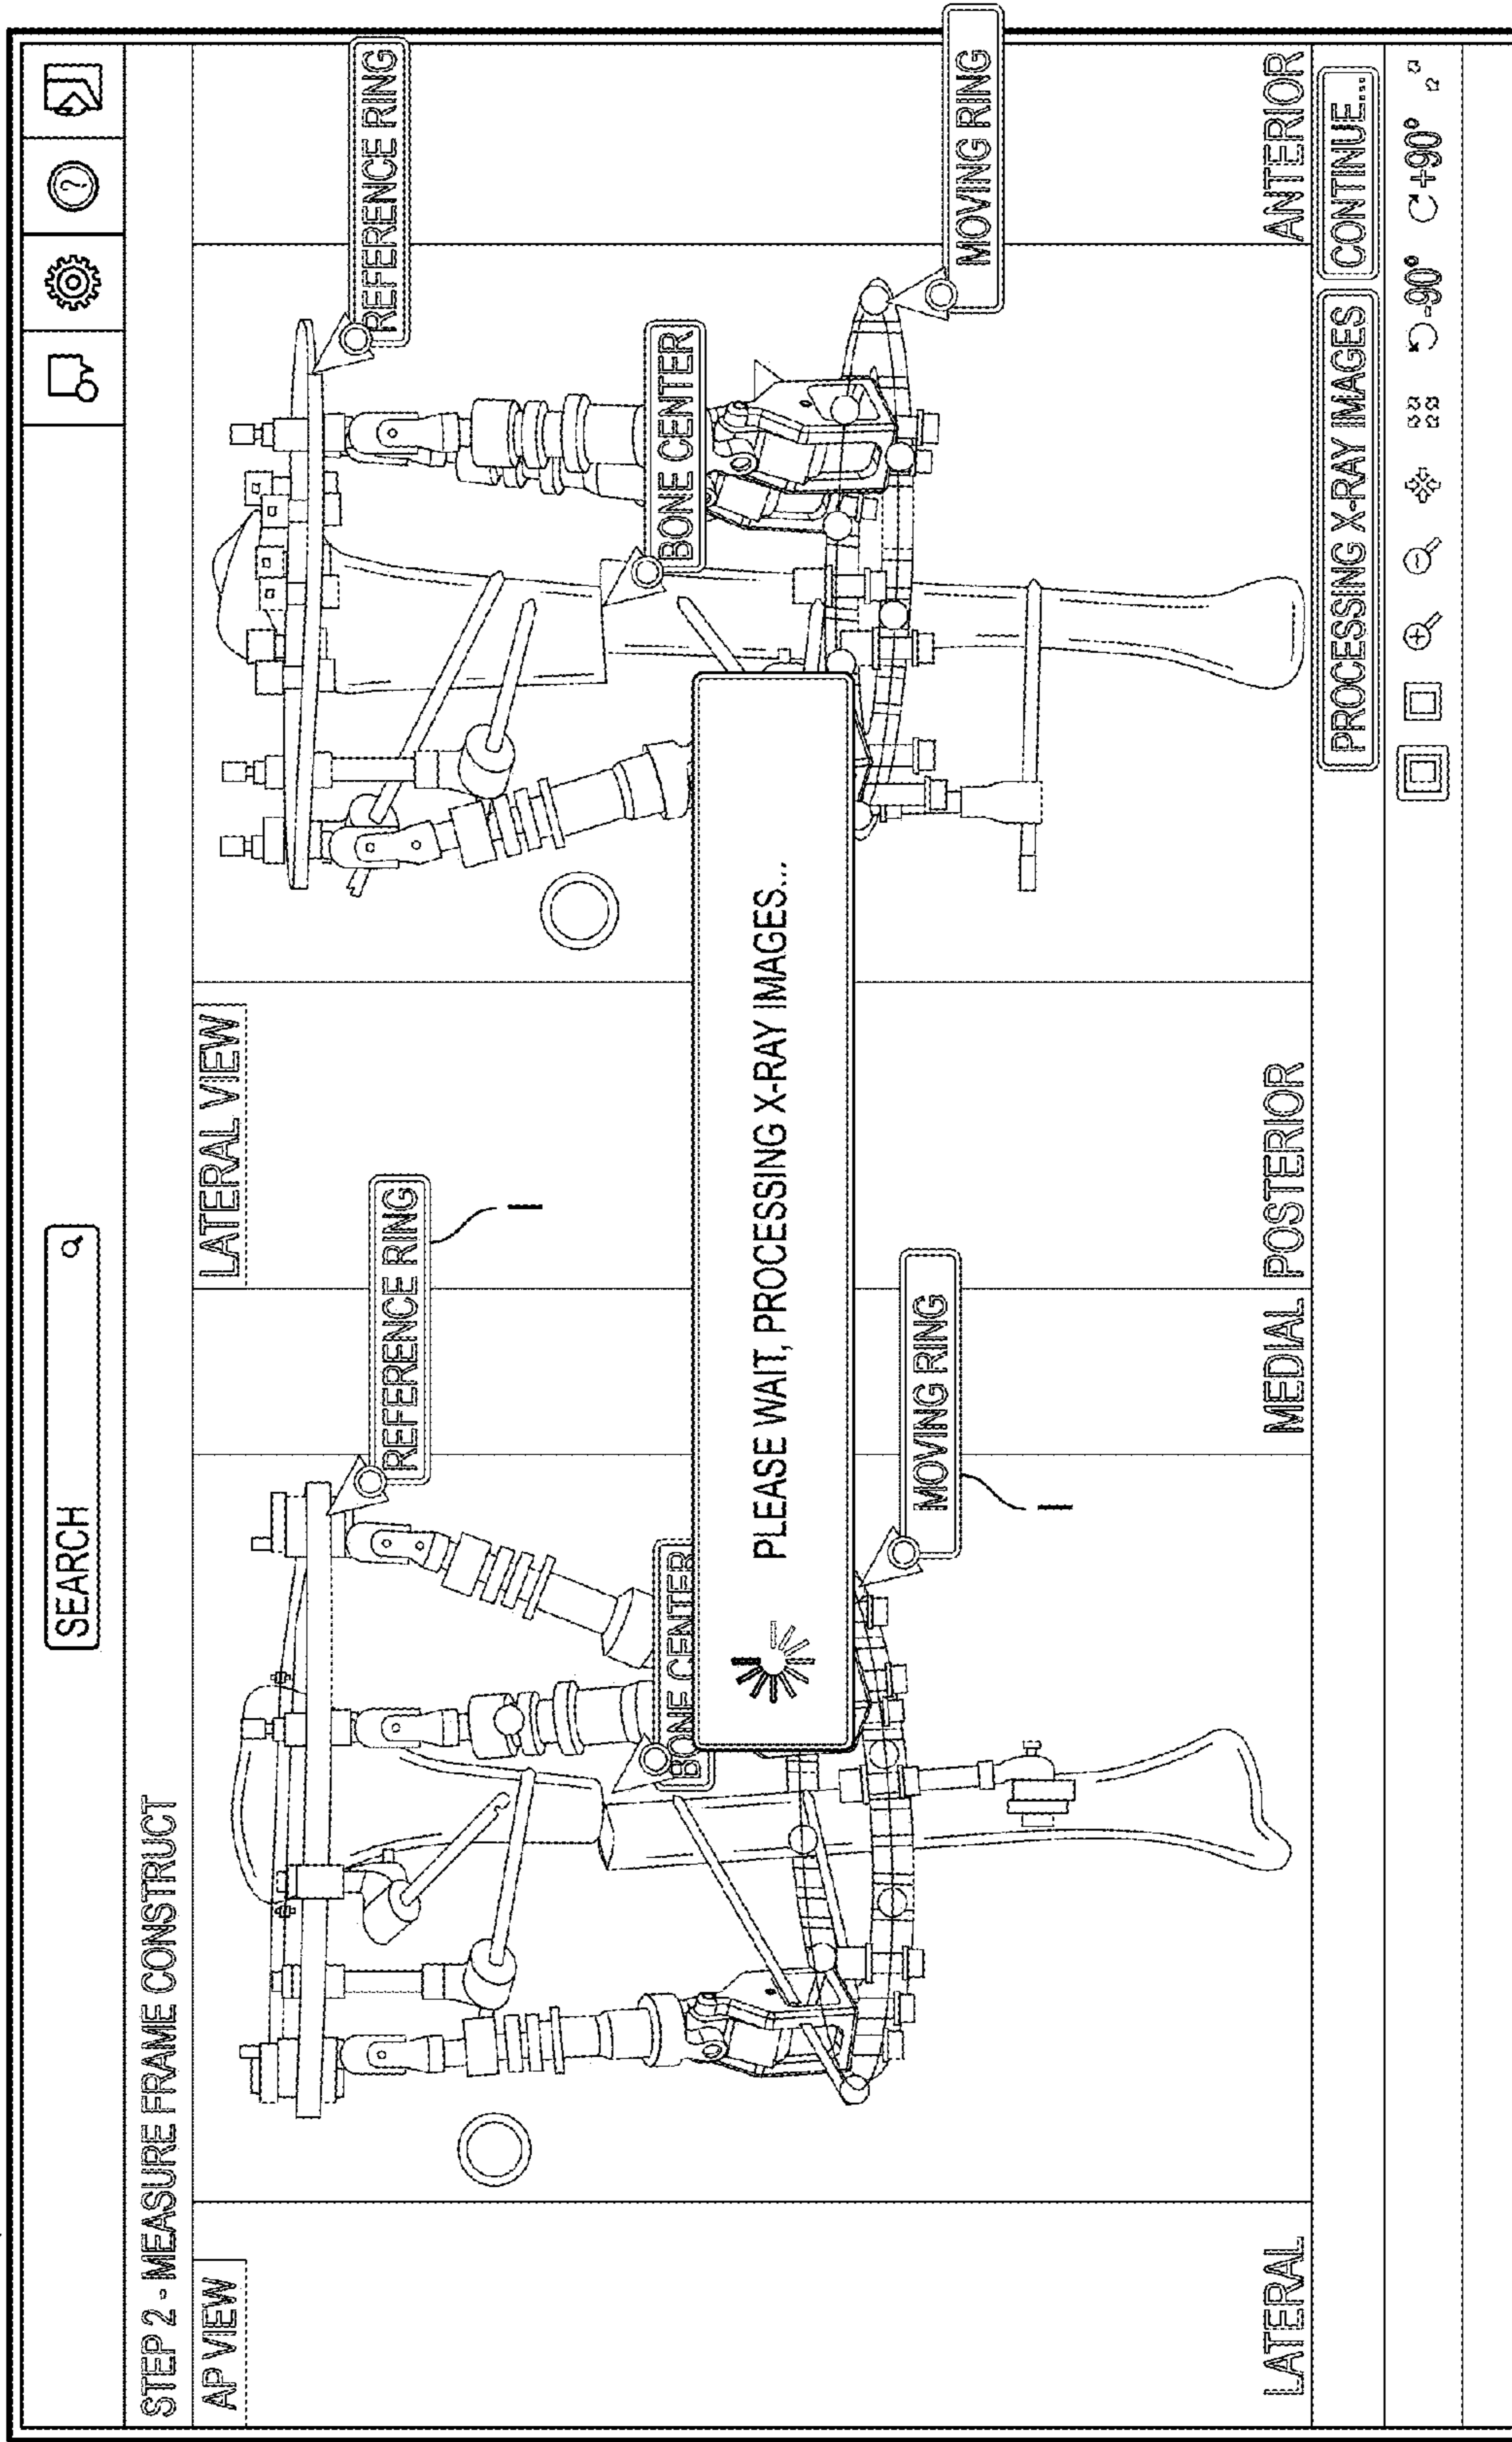 SEARCH
STEP 2 - MEASURE FRAME CONSTRUCT
AP VIEW
LATERAL VIEW
REFERENCE RING
REFERENCE RING
BONE CENTER
BONE CENTER
PLEASE WAIT, PROCESSING X-RAY IMAGES...
MOVING RING
MOVING RING
LATERAL
MEDIAL
POSTERIOR
ANTERIOR
PROCESSING X-RAY IMAGES
CONTINUE...
-90°
+90°